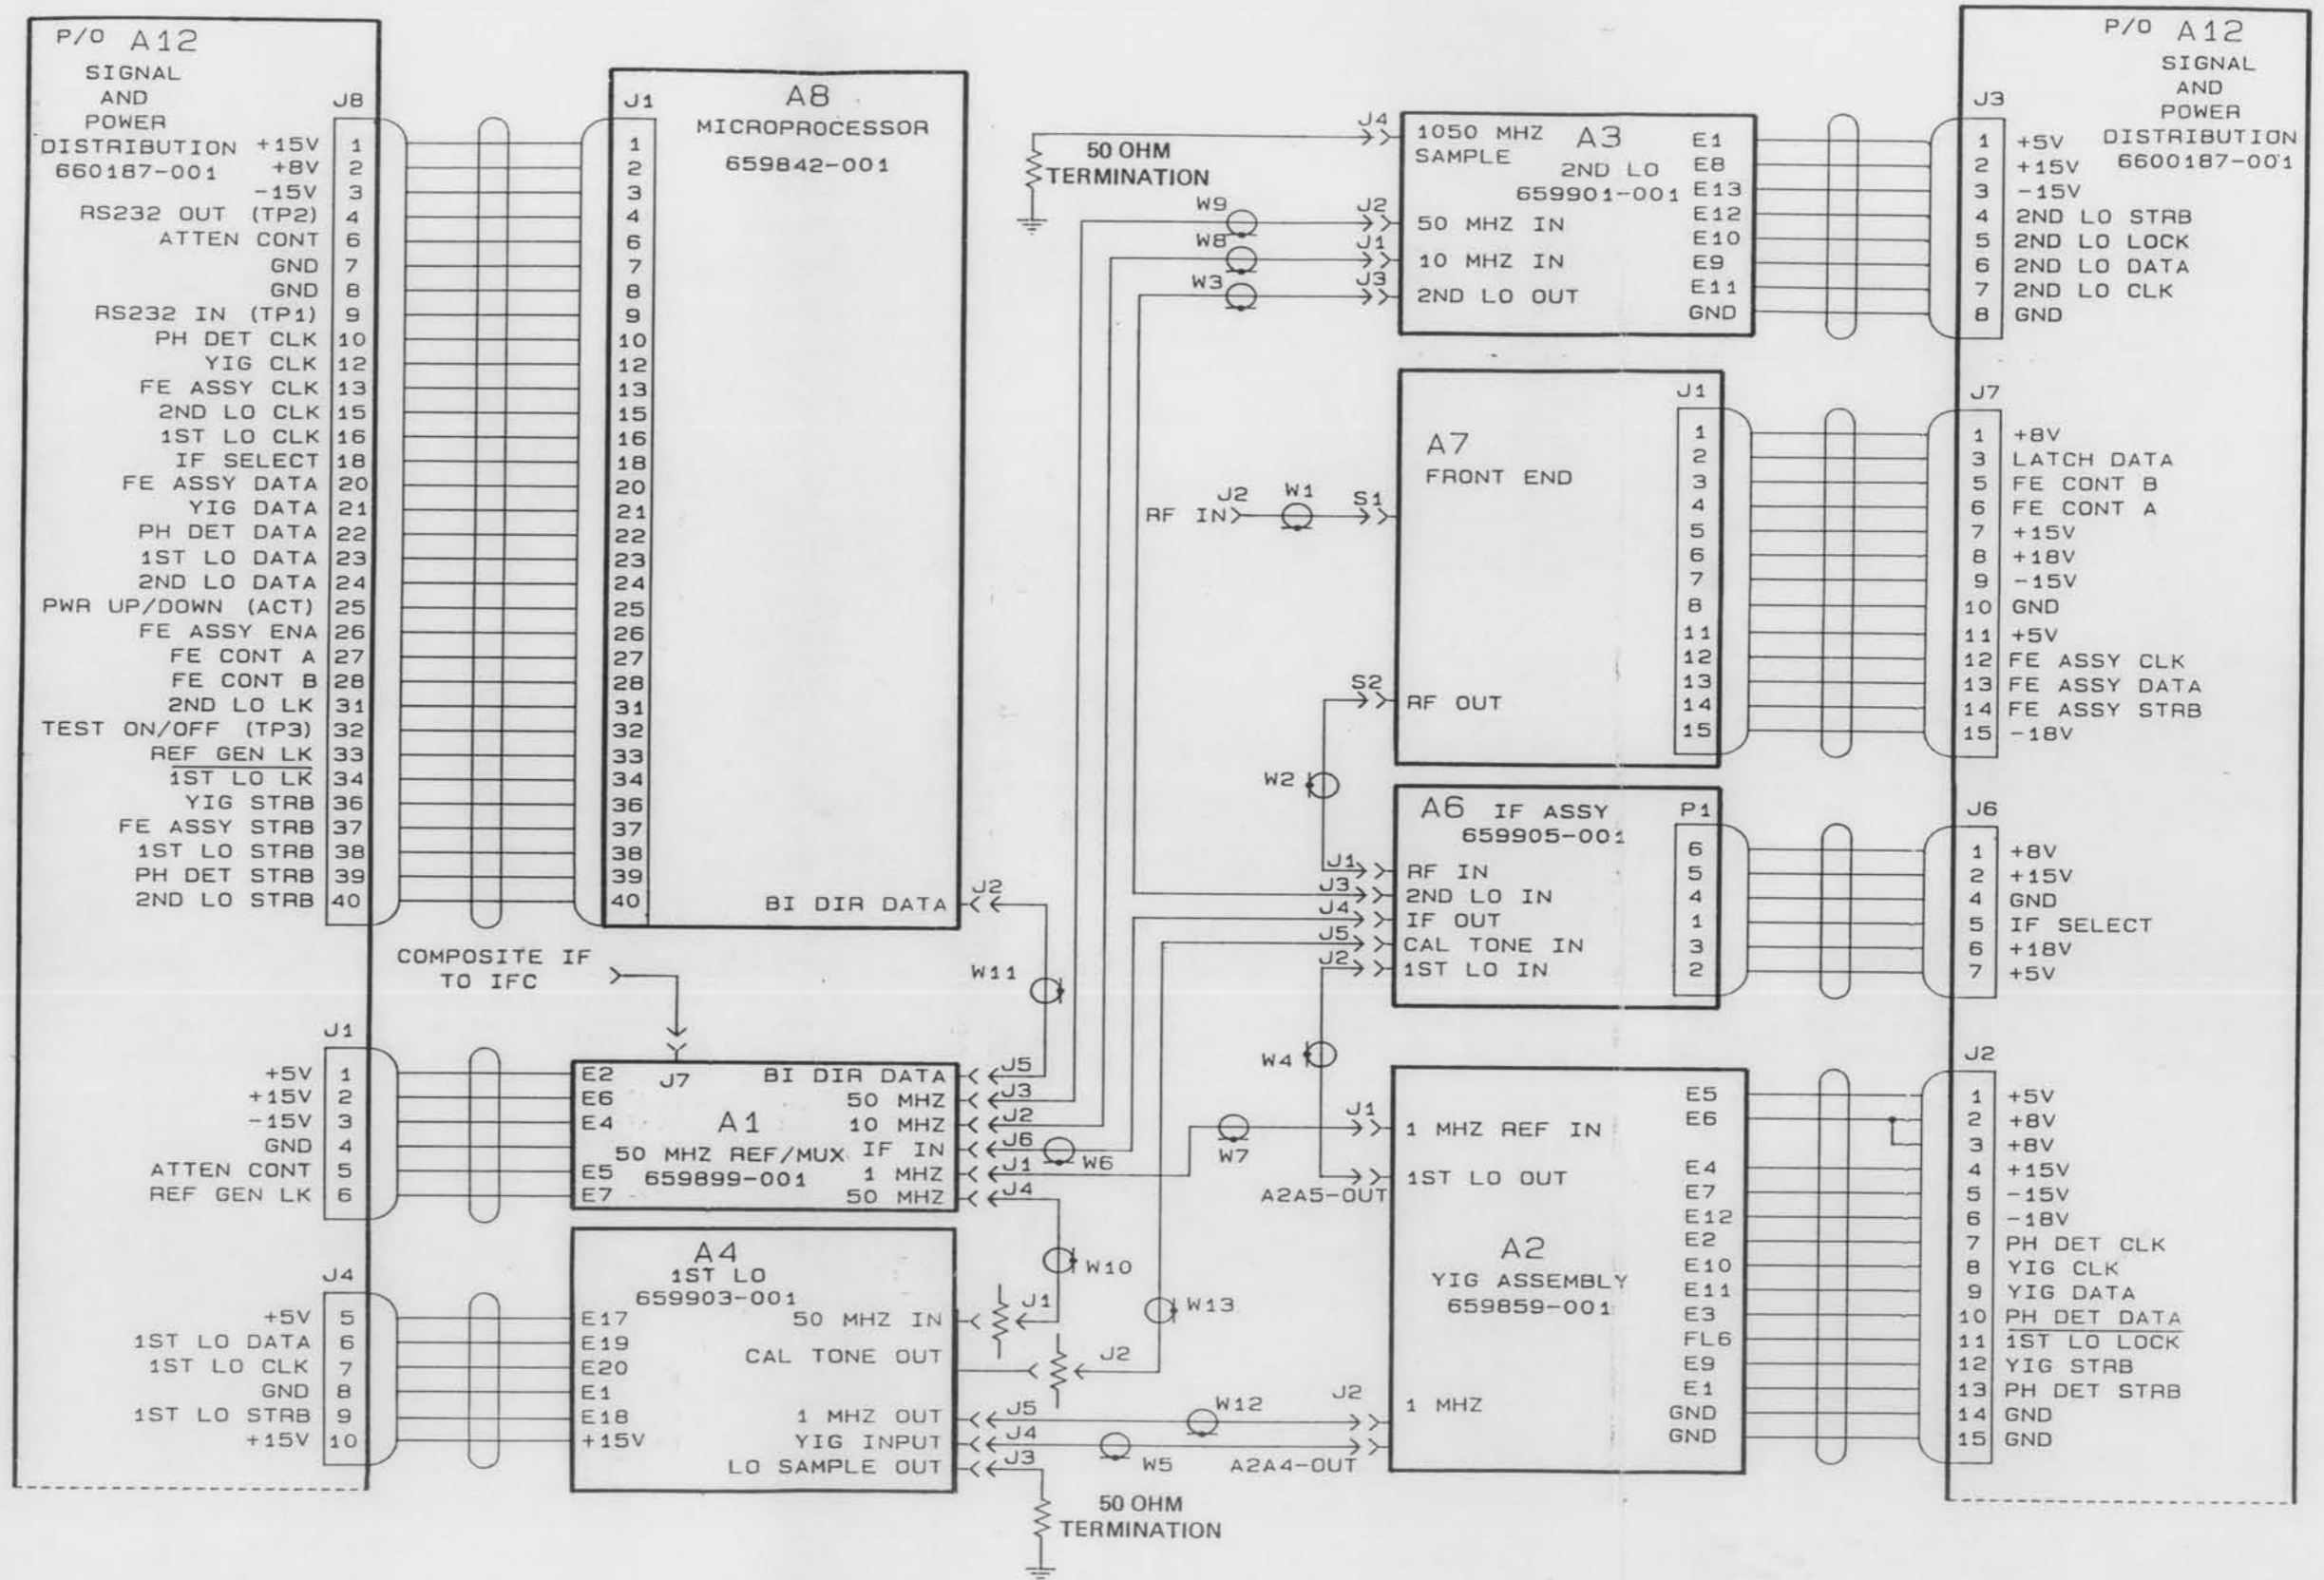 P/O A12
SIGNAL
AND
POWER
DISTRIBUTION
660187-001
J8
+15V 1
+8V 2
-15V 3
RS232 OUT (TP2) 4
ATTEN CONT 6
GND 7
GND 8
RS232 IN (TP1) 9
PH DET CLK 10
YIG CLK 12
FE ASSY CLK 13
2ND LO CLK 15
1ST LO CLK 16
IF SELECT 18
FE ASSY DATA 20
YIG DATA 21
PH DET DATA 22
1ST LO DATA 23
2ND LO DATA 24
PWR UP/DOWN (ACT) 25
FE ASSY ENA 26
FE CONT A 27
FE CONT B 28
2ND LO LK 31
TEST ON/OFF (TP3) 32
REF GEN LK 33
1ST LO LK 34
YIG STRB 36
FE ASSY STRB 37
1ST LO STRB 38
PH DET STRB 39
2ND LO STRB 40
J1
+5V 1
+15V 2
-15V 3
GND 4
ATTEN CONT 5
REF GEN LK 6
J4
+5V 5
1ST LO DATA 6
1ST LO CLK 7
GND 8
1ST LO STRB 9
+15V 10
J1
1
2
3
4
6
7
8
9
10
12
13
15
16
18
20
21
22
23
24
25
26
27
28
31
32
33
34
36
37
38
39
40
A8
MICROPROCESSOR
659842-001
BI DIR DATA
J2
W11
COMPOSITE IF
TO IFC
E2
E6
E4
E5
E7
J7
A1
50 MHZ REF/MUX
659899-001
BI DIR DATA J5
50 MHZ J3
10 MHZ J2
IF IN J6
1 MHZ J1
50 MHZ J4
W6
W10
A4
1ST LO
659903-001
E17
E19
E20
E1
E18
+15V
50 MHZ IN J1
CAL TONE OUT J2
1 MHZ OUT J5
YIG INPUT J4
LO SAMPLE OUT J3
W13
W12
W5
50 OHM
TERMINATION
50 OHM
TERMINATION
W9
W8
W3
J4
1050 MHZ
SAMPLE
A3
2ND LO
659901-001
J2
50 MHZ IN
J1
10 MHZ IN
J3
2ND LO OUT
E1
E8
E13
E12
E10
E9
E11
GND
RF IN
J2
W1
S1
A7
FRONT END
S2
RF OUT
J1
1
2
3
4
5
6
7
8
11
12
13
14
15
W2
A6 IF ASSY
659905-001
J1 RF IN
J3 2ND LO IN
J4 IF OUT
J5 CAL TONE IN
J2 1ST LO IN
P1
6
5
4
1
3
2
W4
W7
J1
1 MHZ REF IN
A2A5-OUT
1ST LO OUT
A2
YIG ASSEMBLY
659859-001
J2
1 MHZ
A2A4-OUT
E5
E6
E4
E7
E12
E2
E10
E11
E3
FL6
E9
E1
GND
GND
P/O A12
SIGNAL
AND
POWER
DISTRIBUTION
6600187-001
J3
1 +5V
2 +15V
3 -15V
4 2ND LO STRB
5 2ND LO LOCK
6 2ND LO DATA
7 2ND LO CLK
8 GND
J7
1 +8V
3 LATCH DATA
5 FE CONT B
6 FE CONT A
7 +15V
8 +18V
9 -15V
10 GND
11 +5V
12 FE ASSY CLK
13 FE ASSY DATA
14 FE ASSY STRB
15 -18V
J6
1 +8V
2 +15V
4 GND
5 IF SELECT
6 +18V
7 +5V
J2
1 +5V
2 +8V
3 +8V
4 +15V
5 -15V
6 -18V
7 PH DET CLK
8 YIG CLK
9 YIG DATA
10 PH DET DATA
11 1ST LO LOCK
12 YIG STRB
13 PH DET STRB
14 GND
15 GND